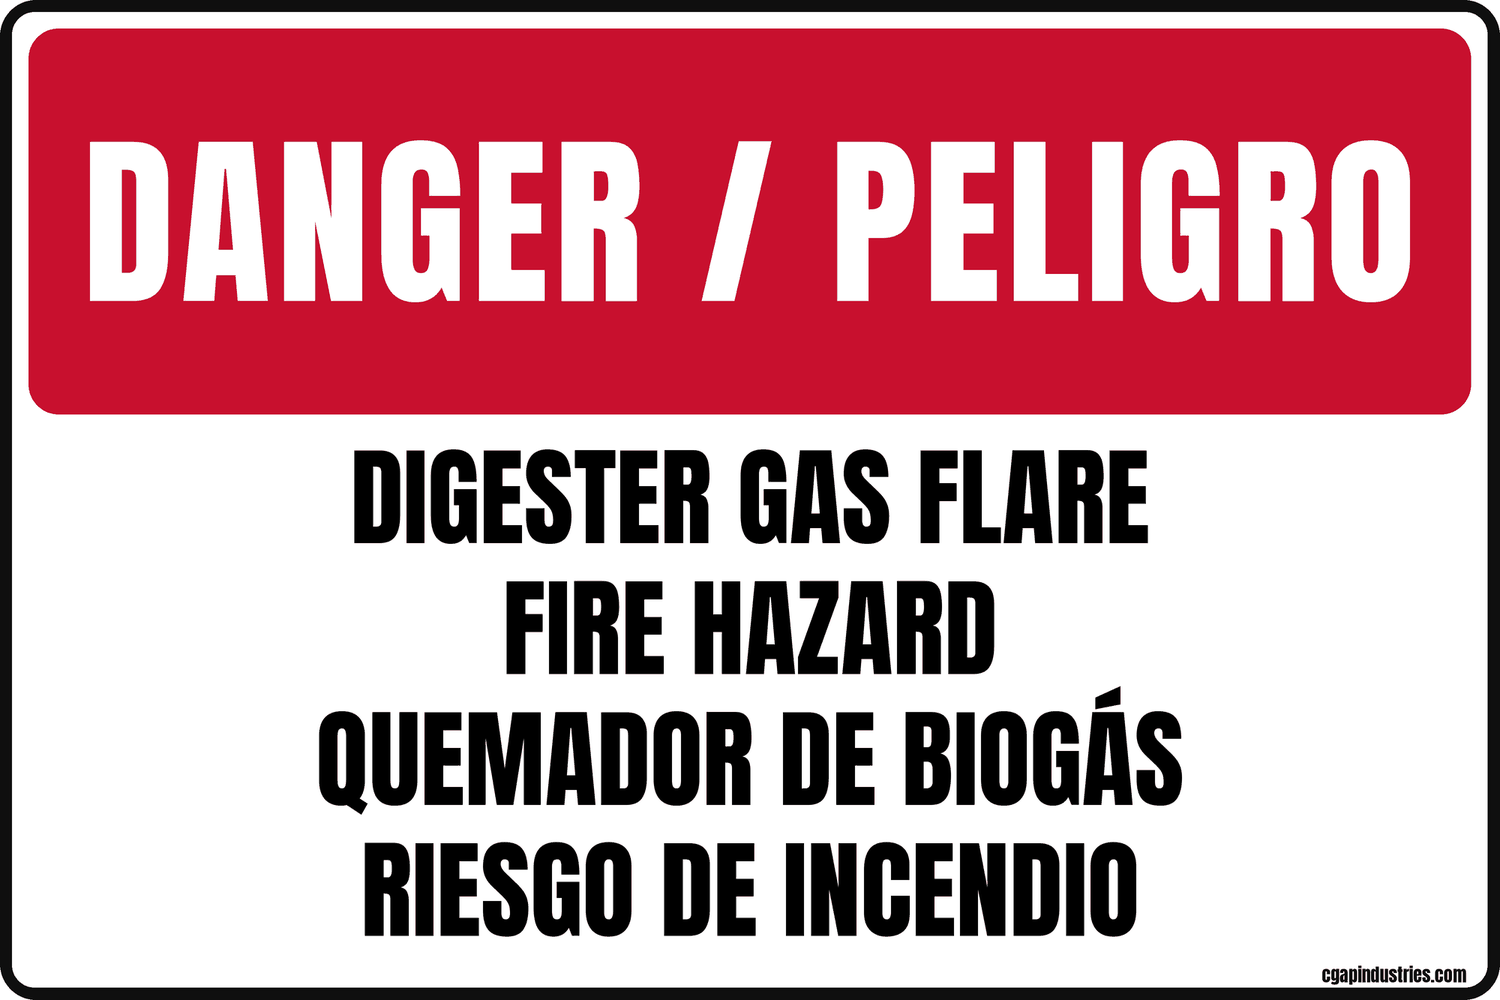 DANGER / PELIGRO
DIGESTER GAS FLARE
FIRE HAZARD
QUEMADOR DE BIOGÁS
RIESGO DE INCENDIO
cgapindustries.com